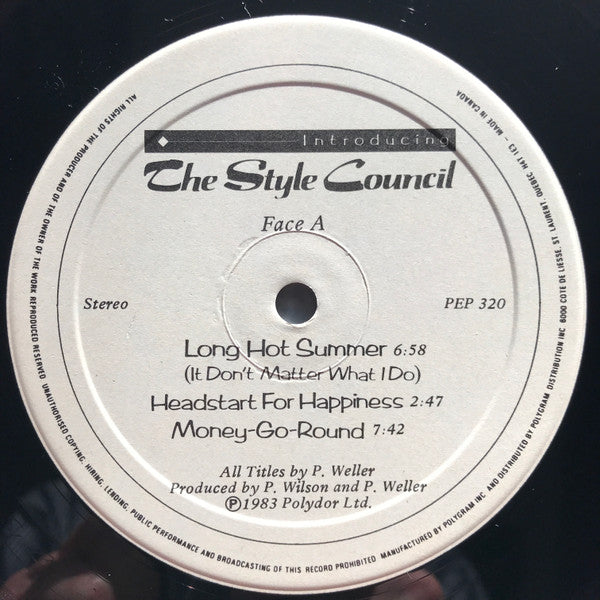 Introducing
The Style Council
Face A
Stereo
PEP 320
Long Hot Summer 6:58
(It Don't Matter What I Do)
Headstart For Happiness 2:47
Money-Go-Round 7:42
All Titles by P. Weller
Produced by P. Wilson and P. Weller
Ⓟ1983 Polydor Ltd.
ALL RIGHTS OF THE PRODUCER AND OF THE OWNER OF THE WORK REPRODUCED RESERVED UNAUTHORISED COPYING, HIRING, LENDING, PUBLIC PERFORMANCE AND BROADCASTING OF THIS RECORD PROHIBITED MANUFACTURED BY POLYGRAM INC AND DISTRIBUTED BY POLYGRAM DISTRIBUTION INC 6000 COTE DE LIESSE, ST LAURENT, QUEBEC H4T 1E3 – MADE IN CANADA